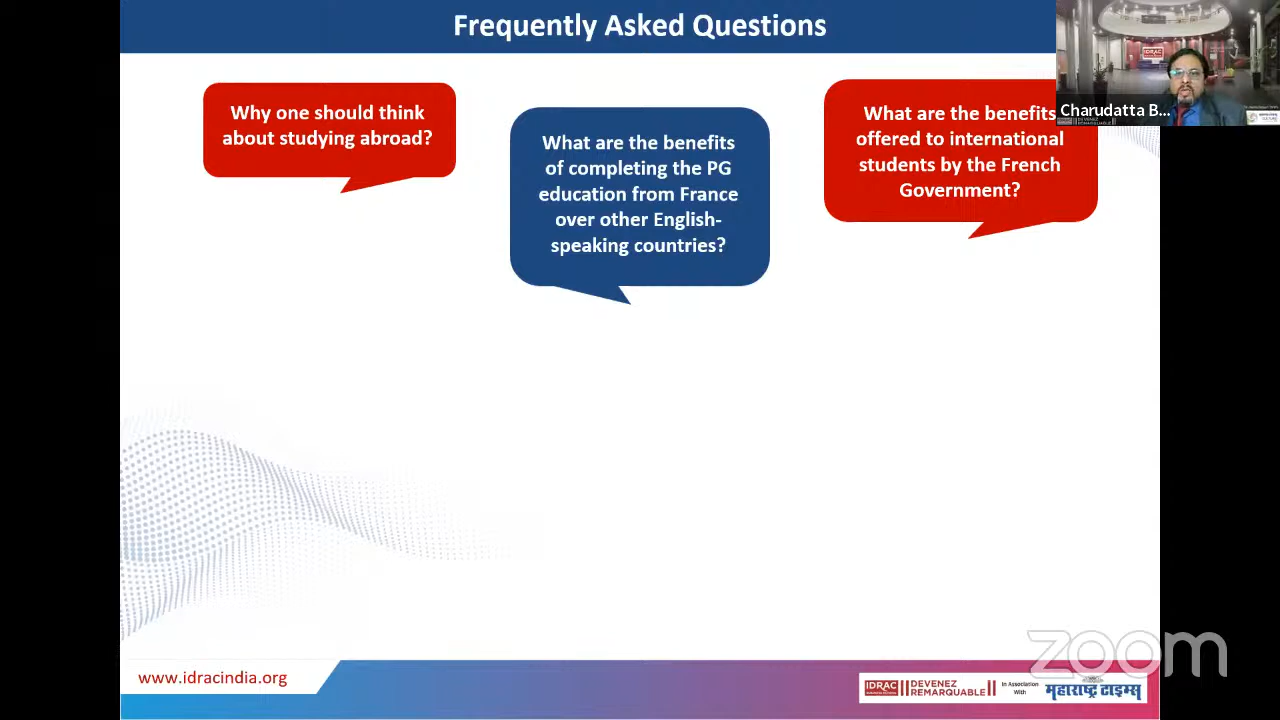 Frequently Asked Questions
Why one should think
about studying abroad?
What are the benefits
of completing the PG
education from France
over other English-
speaking countries?
What are the benefits
offered to international
students by the French
Government?
IDRAC
Charudatta B...
zoom
www.idracindia.org
IDRAC
DEVENEZ
REMARQUABLE
In Association
With
महाराष्ट्र टाइम्स